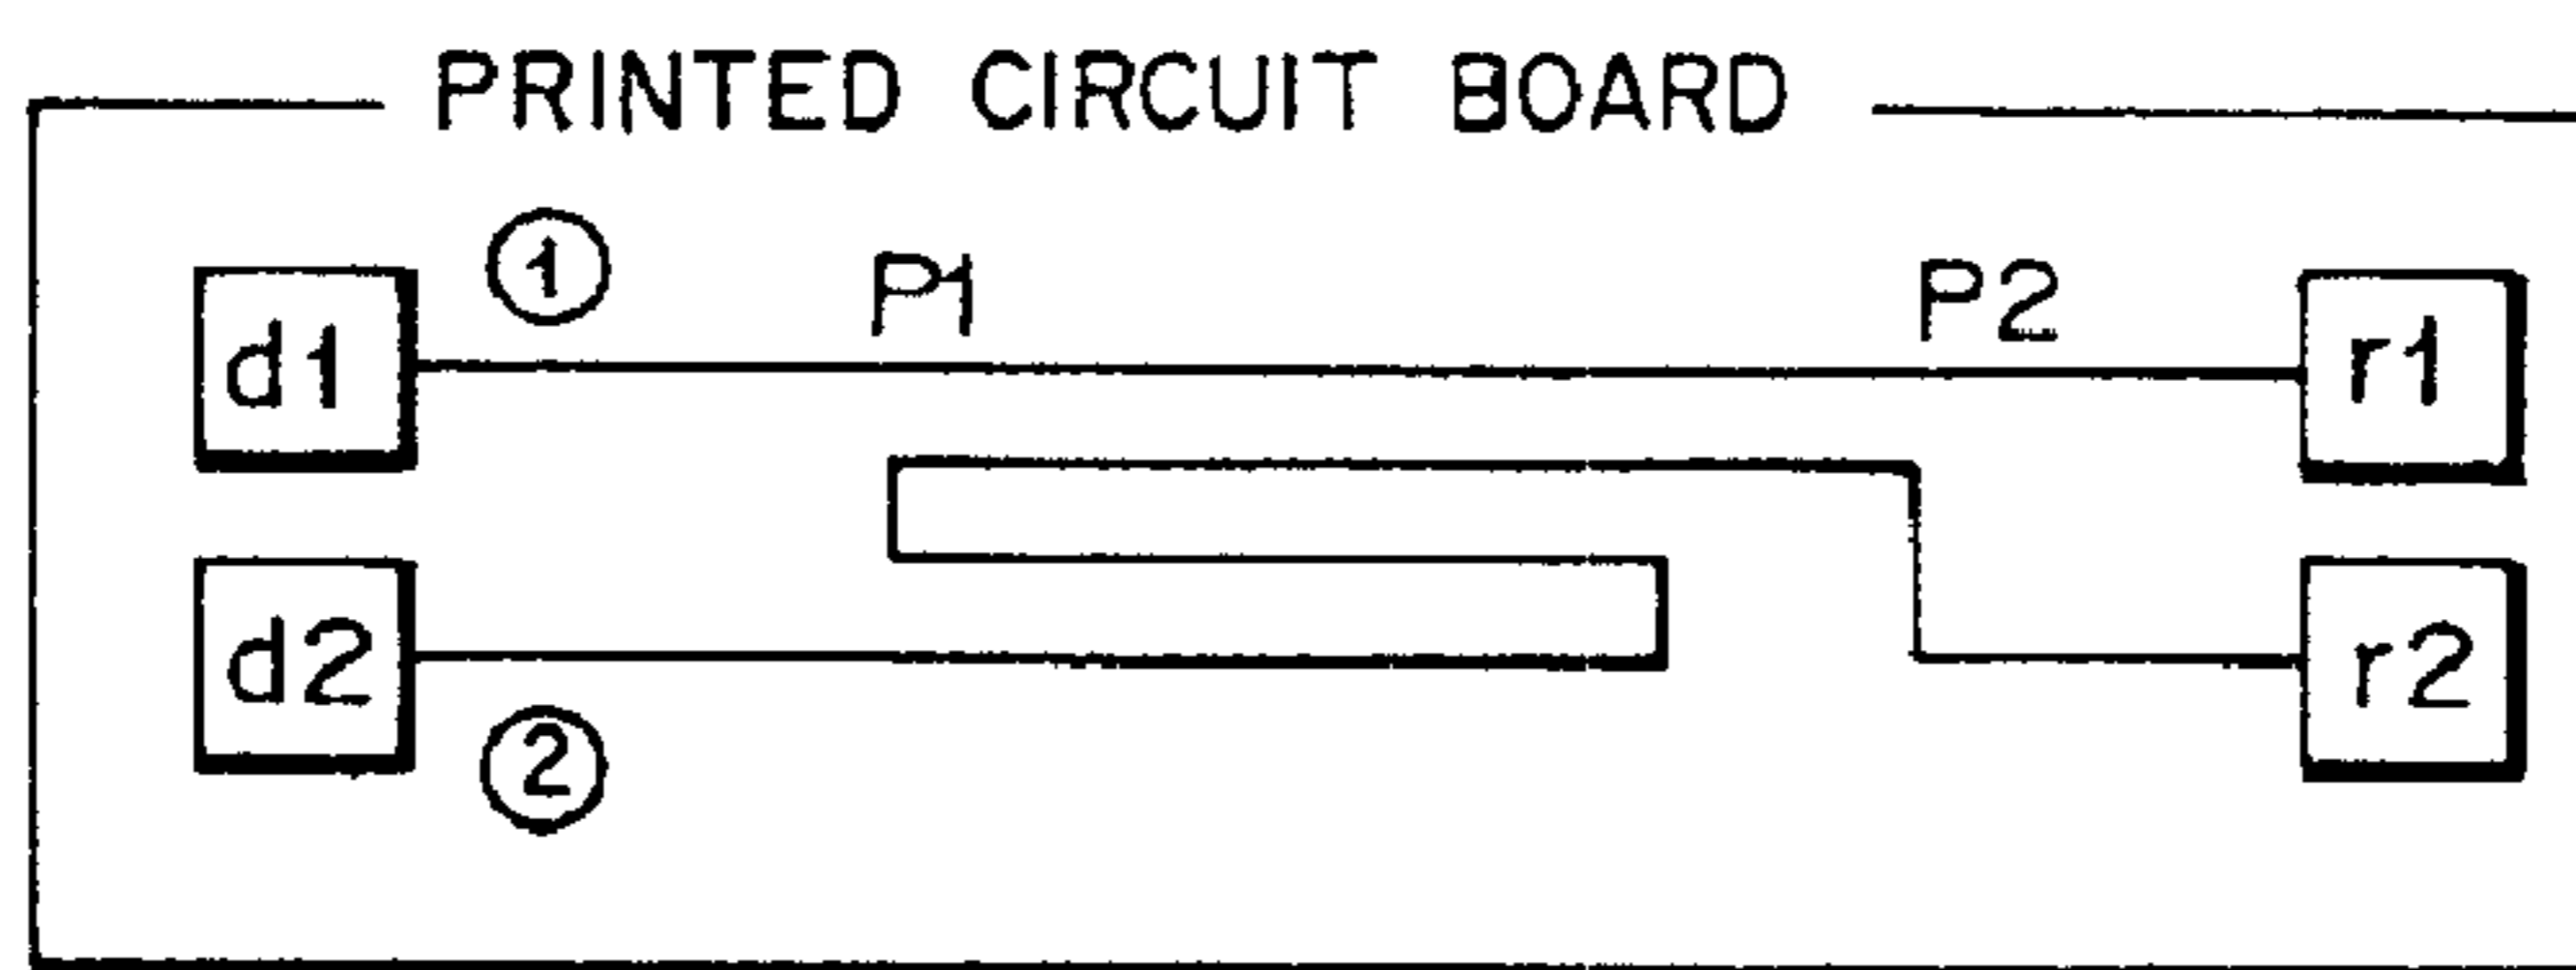 PRINTED CIRCUIT BOARD
① P1 P2
d1 r1
d2 r2
②